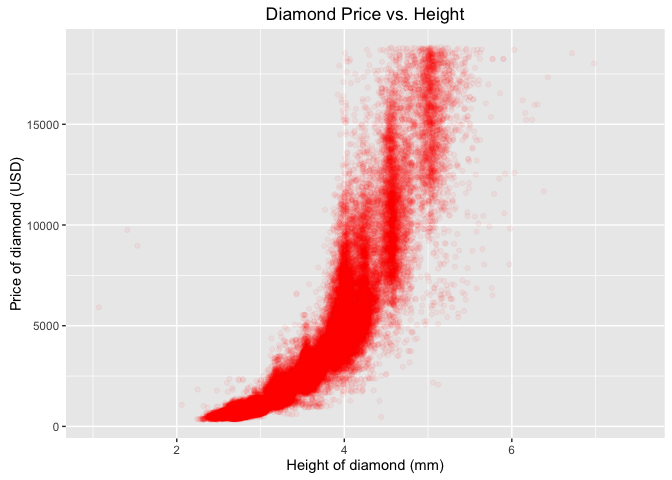 Diamond Price vs. Height
Price of diamond (USD)
15000
10000
5000
0
2
4
6
Height of diamond (mm)